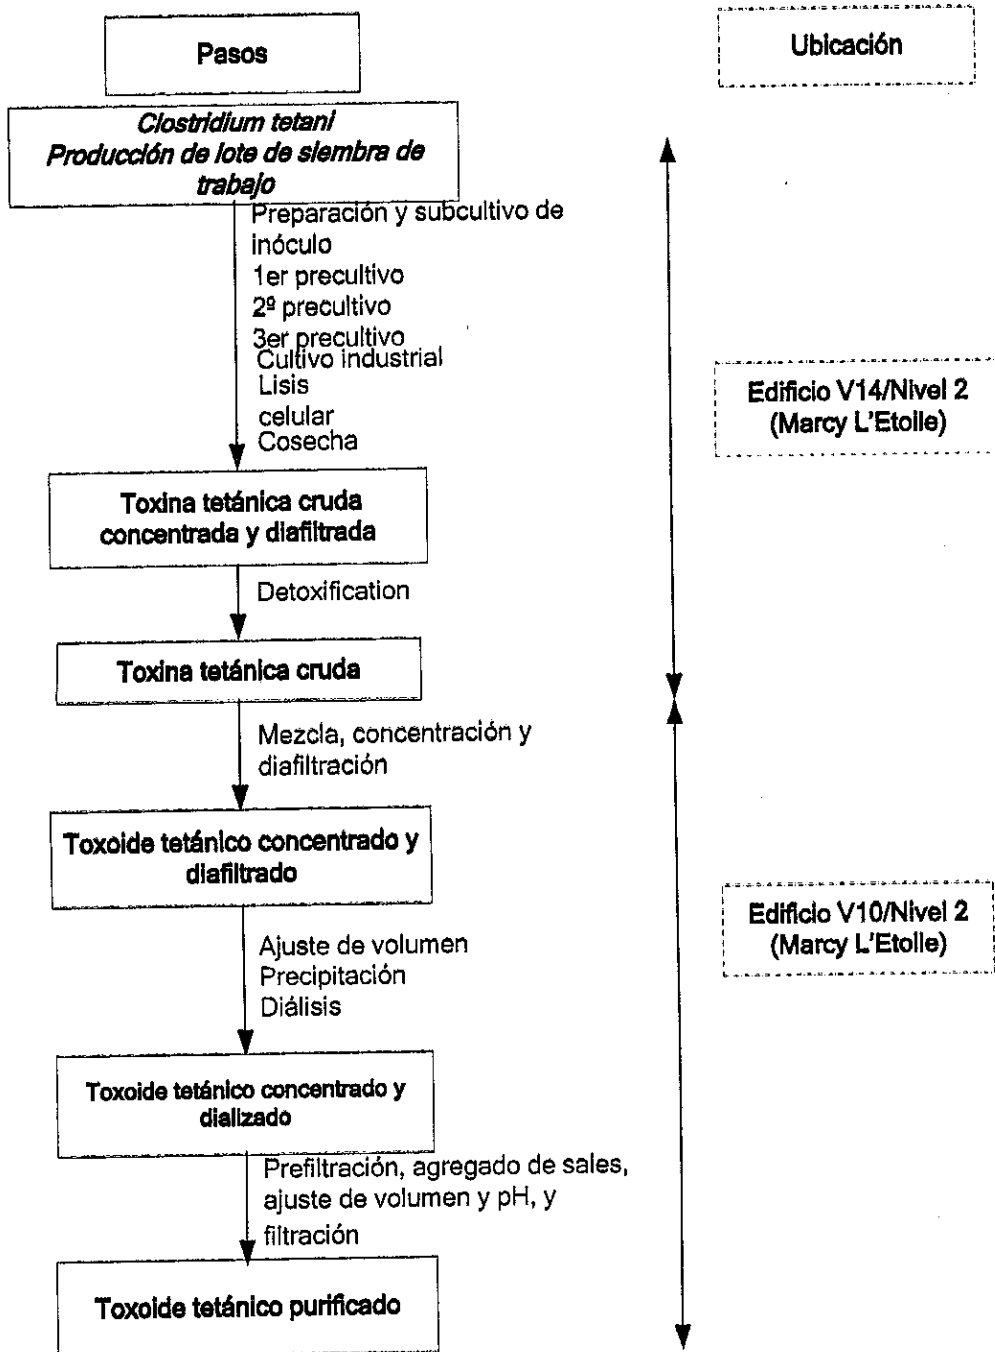 Pasos
Ubicación
Clostridium tetani
Producción de lote de siembra de
trabajo
Preparación y subcultivo de
inóculo
1er precultivo
2º precultivo
3er precultivo
Cultivo industrial
Lisis
celular
Cosecha
Edificio V14/Nivel 2
(Marcy L'Etoile)
Toxina tetánica cruda
concentrada y diafiltrada
Detoxification
Toxina tetánica cruda
Mezcla, concentración y
diafiltración
Toxoide tetánico concentrado y
diafiltrado
Edificio V10/Nivel 2
(Marcy L'Etoile)
Ajuste de volumen
Precipitación
Diálisis
Toxoide tetánico concentrado y
dializado
Prefiltración, agregado de sales,
ajuste de volumen y pH, y
filtración
Toxoide tetánico purificado